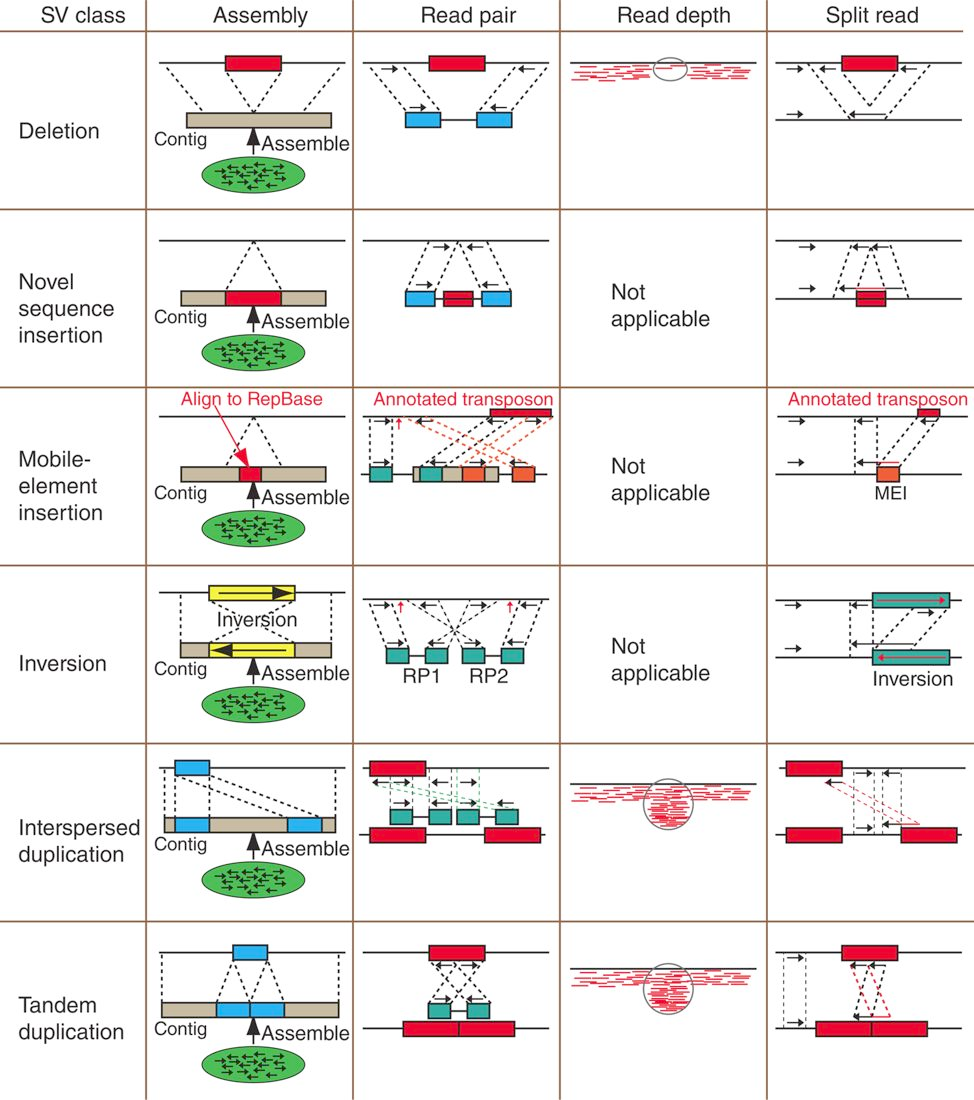 SV class
Assembly
Read pair
Read depth
Split read
Deletion
Contig
Assemble
Novel
sequence
insertion
Contig
Assemble
Not
applicable
Mobile-
element
insertion
Align to RepBase
Contig
Assemble
Annotated transposon
Not
applicable
Annotated transposon
MEI
Inversion
Inversion
Contig
Assemble
RP1
RP2
Not
applicable
Inversion
Interspersed
duplication
Contig
Assemble
Tandem
duplication
Contig
Assemble